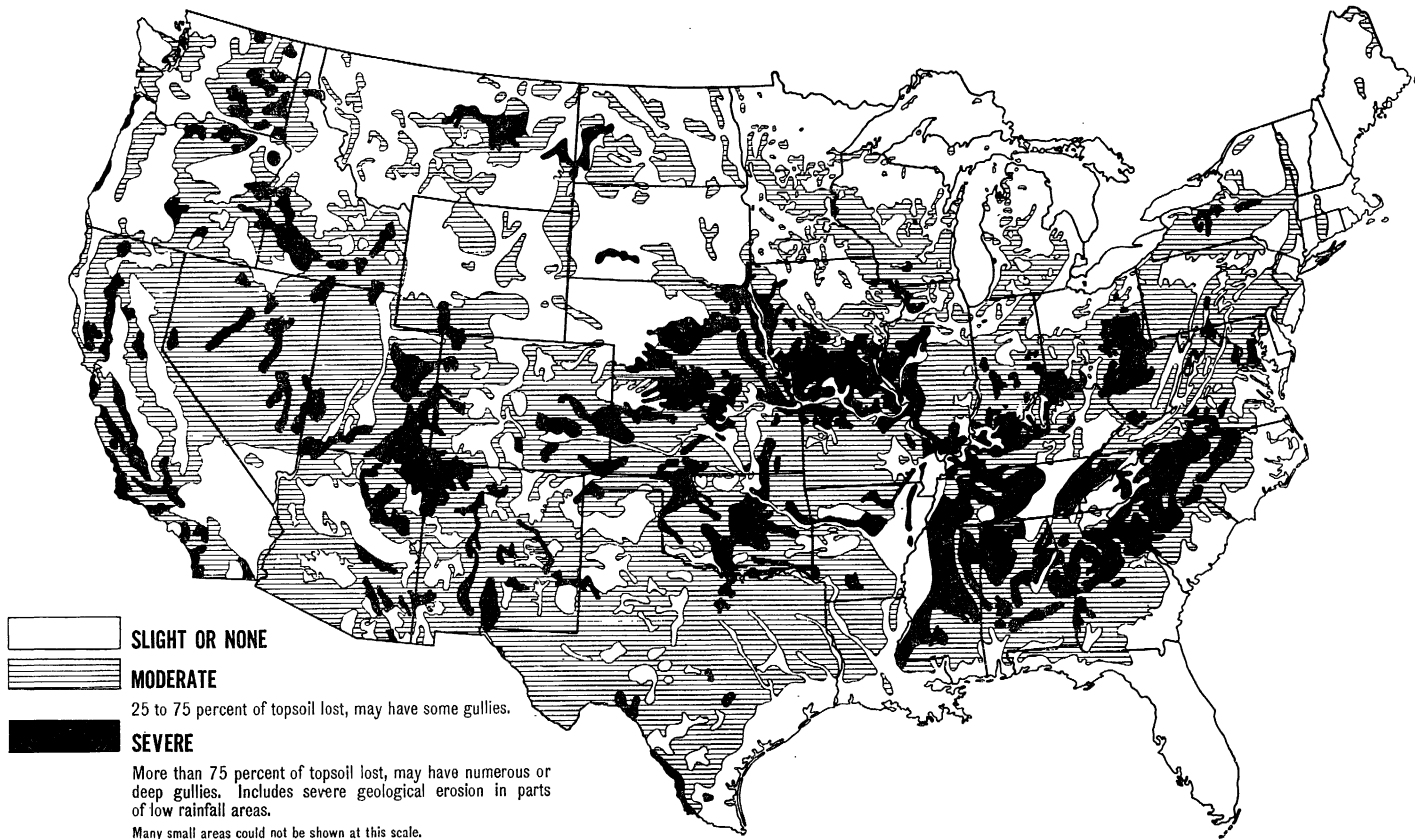 SLIGHT OR NONE
MODERATE
25 to 75 percent of topsoil lost, may have some gullies.
SEVERE
More than 75 percent of topsoil lost, may have numerous or
deep gullies. Includes severe geological erosion in parts
of low rainfall areas.
Many small areas could not be shown at this scale.